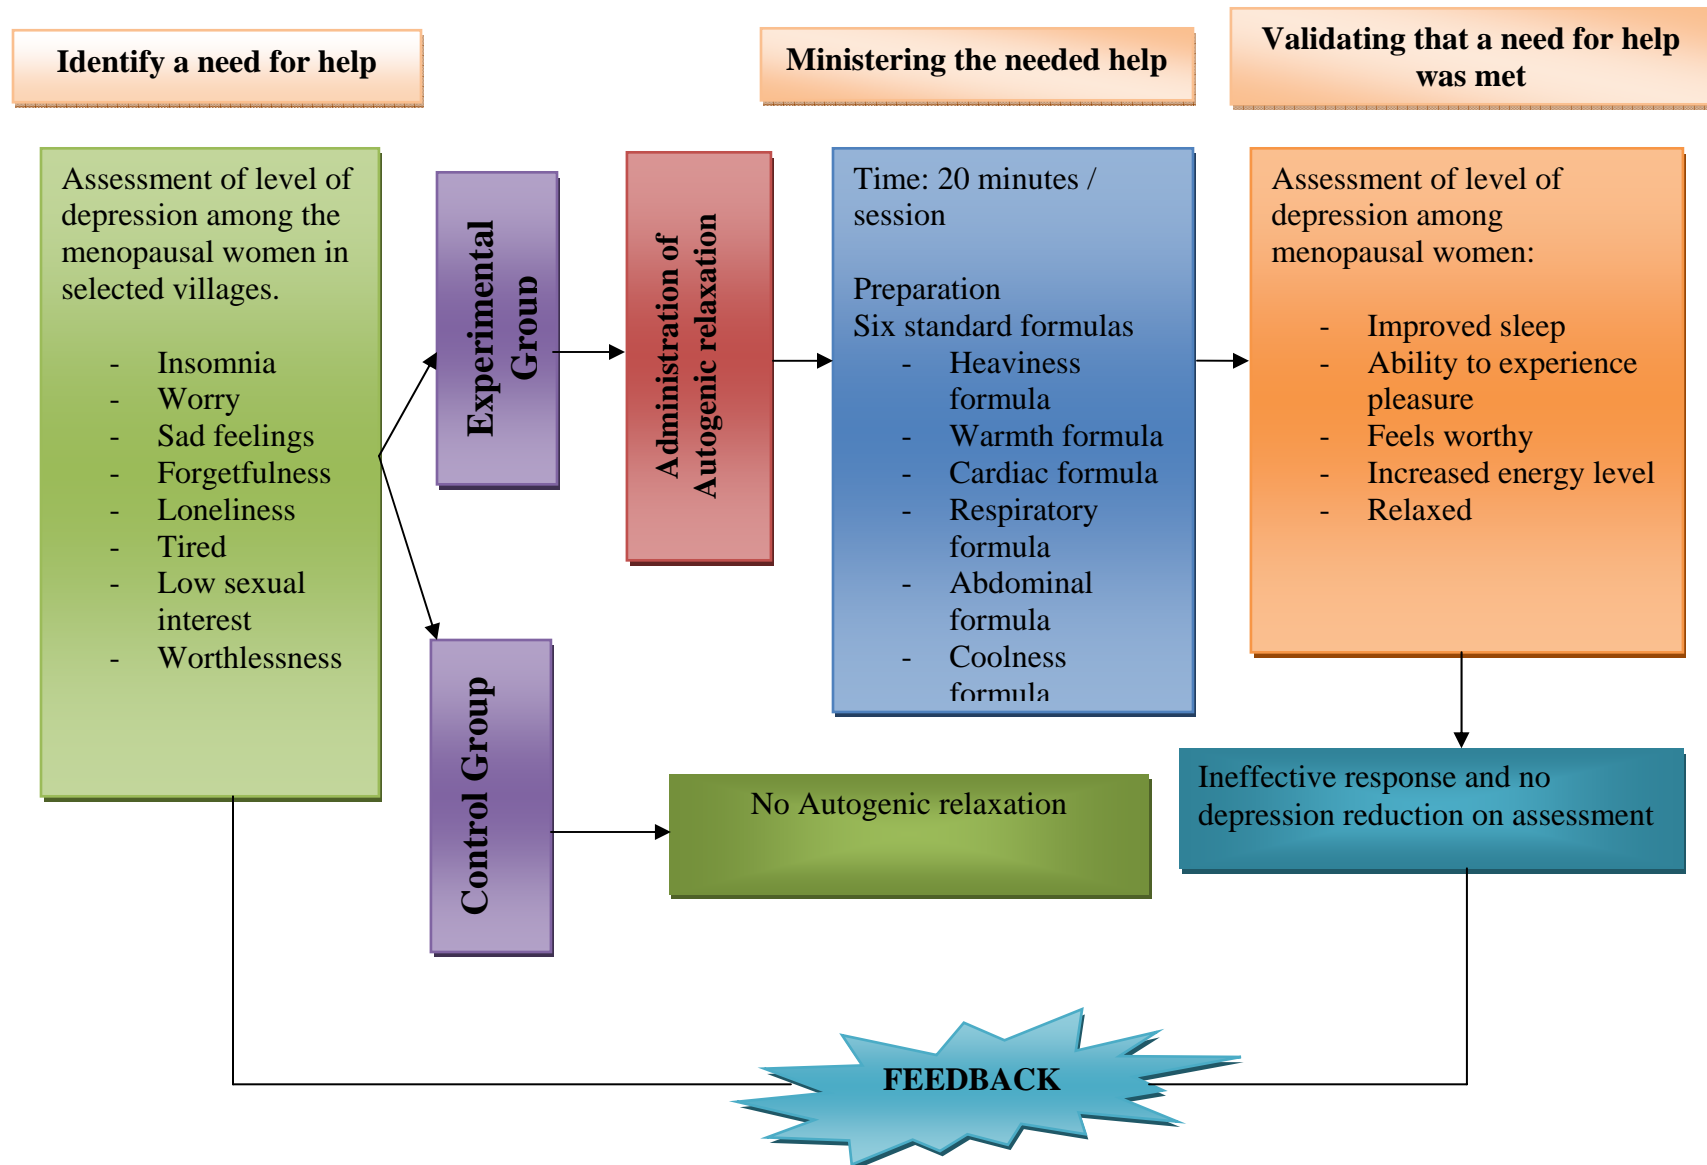 Identify a need for help
Ministering the needed help
Validating that a need for help
was met
Assessment of level of
depression among the
menopausal women in
selected villages.
- Insomnia
- Worry
- Sad feelings
- Forgetfulness
- Loneliness
- Tired
- Low sexual
interest
- Worthlessness
Experimental
Group
Control Group
Administration of
Autogenic relaxation
Time: 20 minutes /
session
Preparation
Six standard formulas
- Heaviness
formula
- Warmth formula
- Cardiac formula
- Respiratory
formula
- Abdominal
formula
- Coolness
formula
Assessment of level of
depression among
menopausal women:
- Improved sleep
- Ability to experience
pleasure
- Feels worthy
- Increased energy level
- Relaxed
No Autogenic relaxation
Ineffective response and no
depression reduction on assessment
FEEDBACK